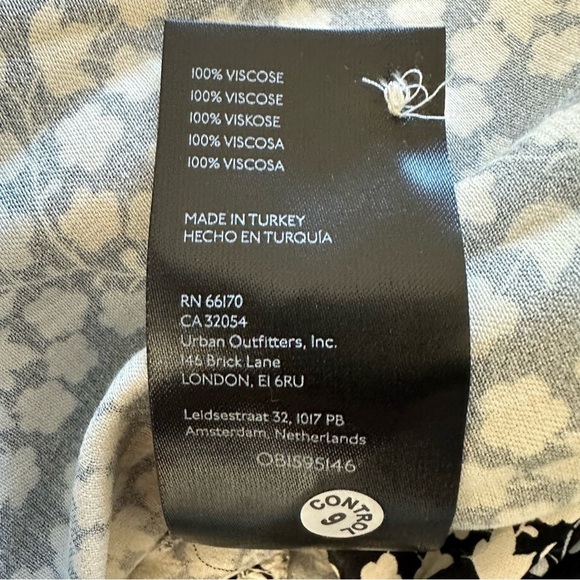 100% VISCOSE
100% VISCOSE
100% VISKOSE
100% VISCOSA
100% VISCOSA
MADE IN TURKEY
HECHO EN TURQUÍA
RN 66170
CA 32054
Urban Outfitters, Inc.
146 Brick Lane
LONDON, E1 6RU
Leidsestraat 32, 1017 PB
Amsterdam, Netherlands
OB1595146
CONTROL
9